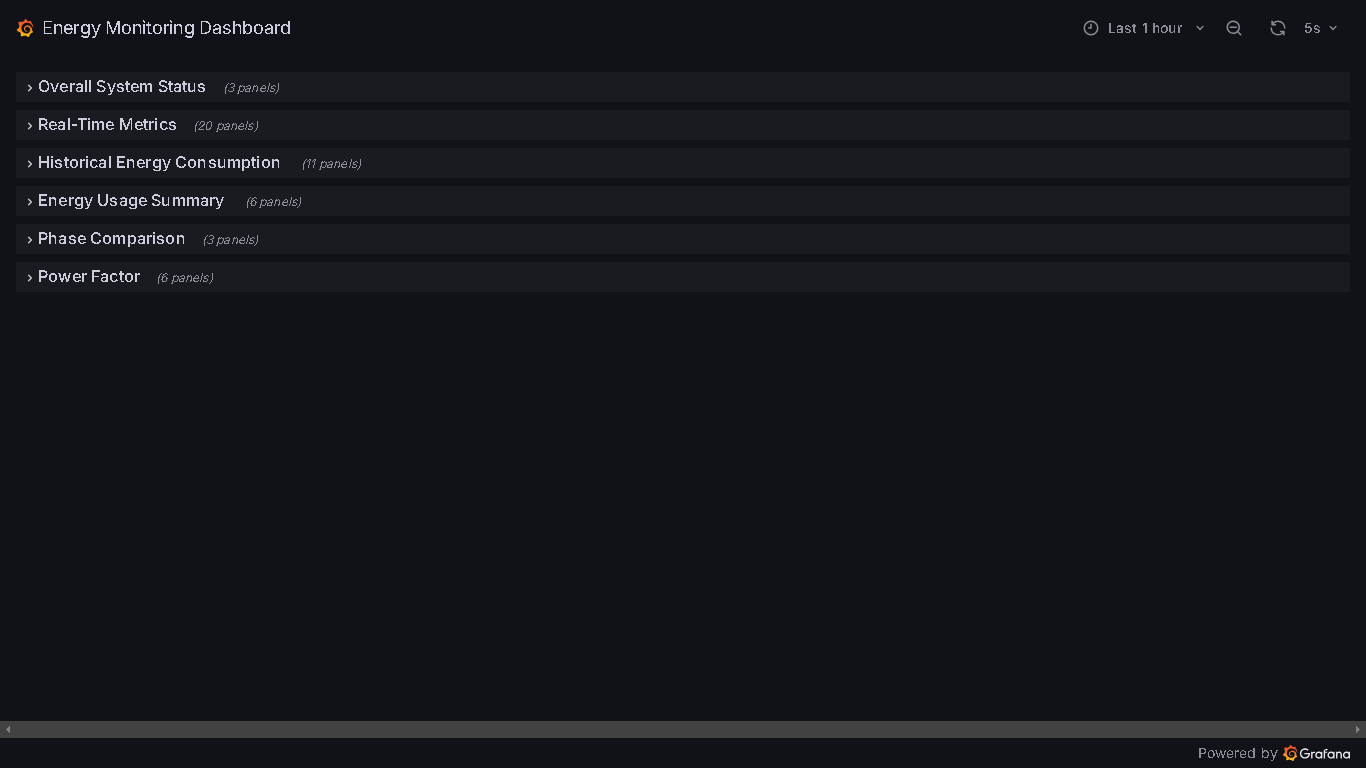 Energy Monitoring Dashboard
Last 1 hour
5s
Overall System Status (3 panels)
Real-Time Metrics (20 panels)
Historical Energy Consumption (11 panels)
Energy Usage Summary (6 panels)
Phase Comparison (3 panels)
Power Factor (6 panels)
Powered by Grafana